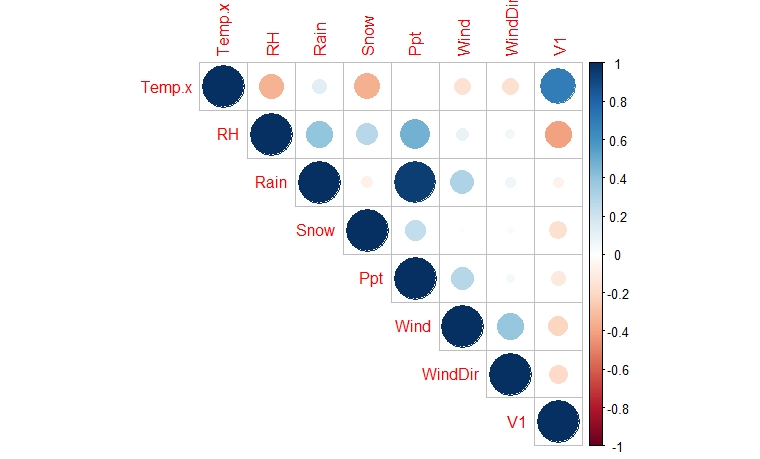 Temp.x
RH
Rain
Snow
Ppt
Wind
WindDir
V1
Temp.x
RH
Rain
Snow
Ppt
Wind
WindDir
V1
1
0.8
0.6
0.4
0.2
0
-0.2
-0.4
-0.6
-0.8
-1